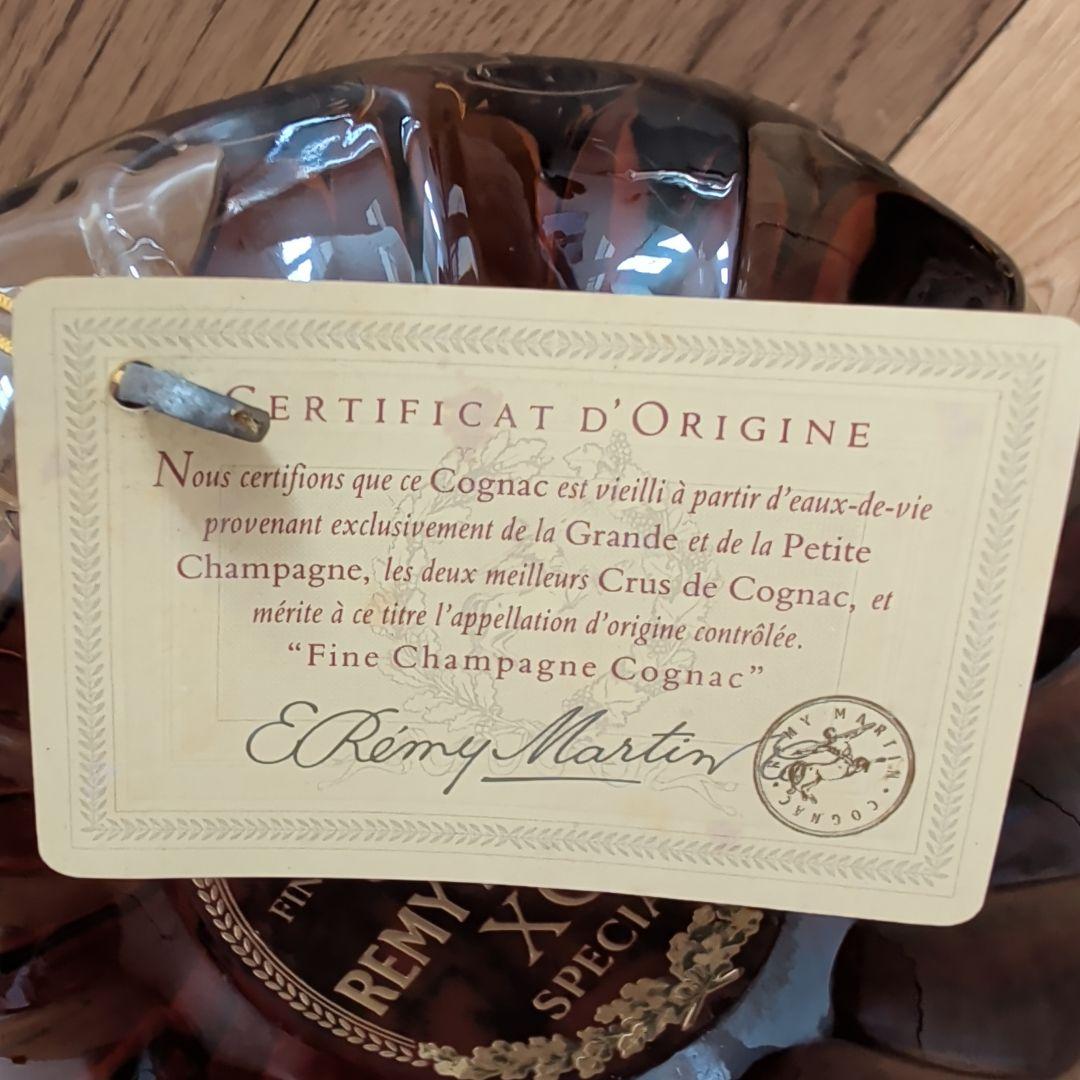 CERTIFICAT D'ORIGINE
Nous certifions que ce Cognac est vieilli à partir d'eaux-de-vie
provenant exclusivement de la Grande et de la Petite
Champagne, les deux meilleurs Crus de Cognac, et
mérite à ce titre l'appellation d'origine contrôlée.
“Fine Champagne Cognac”
E Rémy Martin & C
REMY MARTIN • COGNAC •
REMY
XO
SPECIA